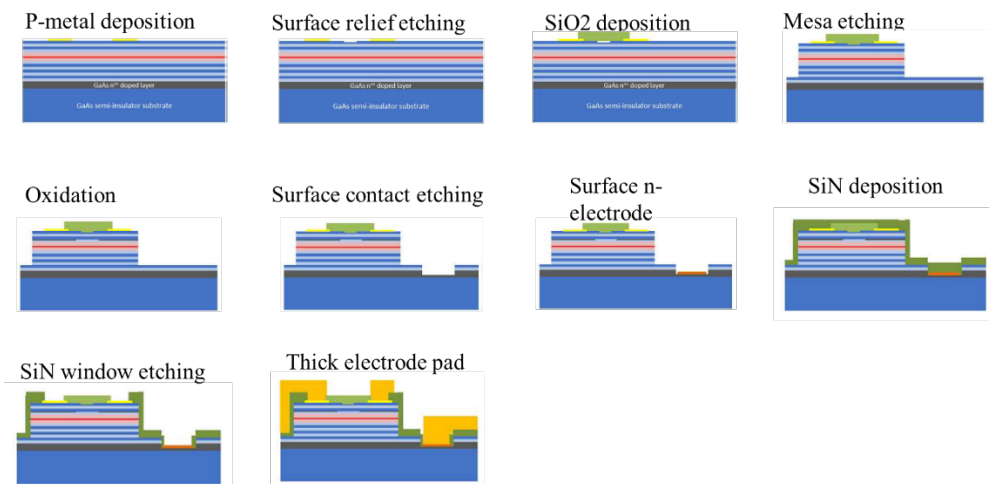 P-metal deposition
Surface relief etching
SiO2 deposition
Mesa etching
GaAs n⁺⁺ doped layer
GaAs semi-insulator substrate
GaAs n⁺⁺ doped layer
GaAs semi-insulator substrate
GaAs n⁺⁺ doped layer
GaAs semi-insulator substrate
Oxidation
Surface contact etching
Surface n-
electrode
SiN deposition
SiN window etching
Thick electrode pad